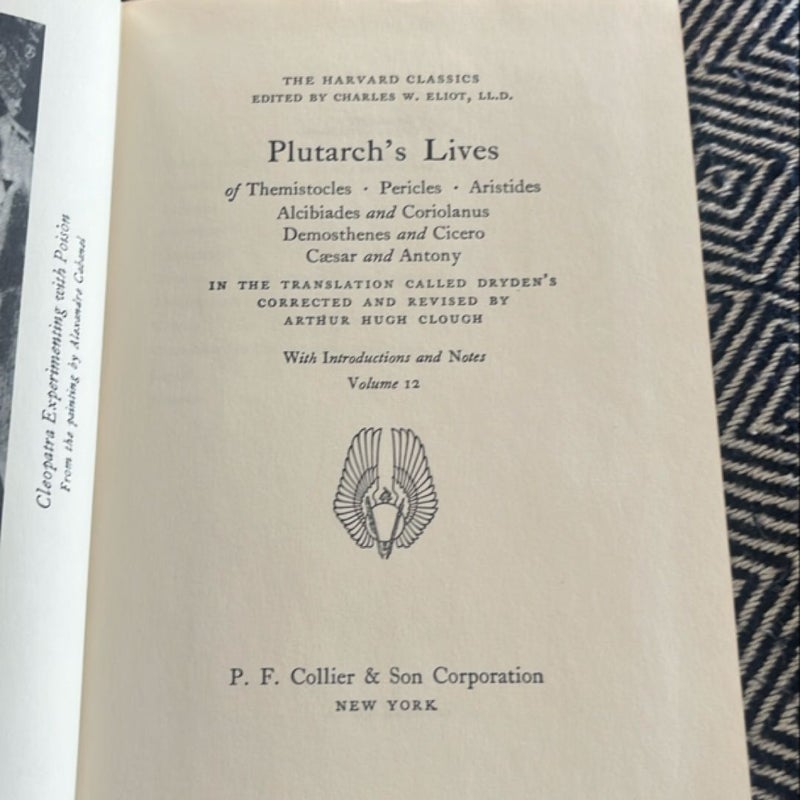 Cleopatra Experimenting with Poison
From the painting by Alexandre Cabanel
THE HARVARD CLASSICS
EDITED BY CHARLES W. ELIOT, LL.D.
Plutarch's Lives
of Themistocles · Pericles · Aristides
Alcibiades and Coriolanus
Demosthenes and Cicero
Cæsar and Antony
IN THE TRANSLATION CALLED DRYDEN'S
CORRECTED AND REVISED BY
ARTHUR HUGH CLOUGH
With Introductions and Notes
Volume 12
P. F. Collier & Son Corporation
NEW YORK